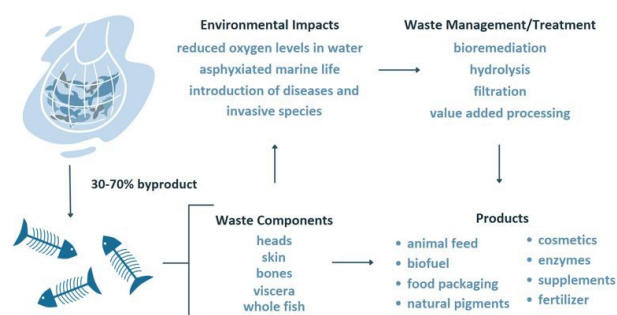 Environmental Impacts
reduced oxygen levels in water
asphyxiated marine life
introduction of diseases and
invasive species
Waste Management/Treatment
bioremediation
hydrolysis
filtration
value added processing
30-70% byproduct
Waste Components
heads
skin
bones
viscera
whole fish
Products
• animal feed
• biofuel
• food packaging
• natural pigments
• cosmetics
• enzymes
• supplements
• fertilizer